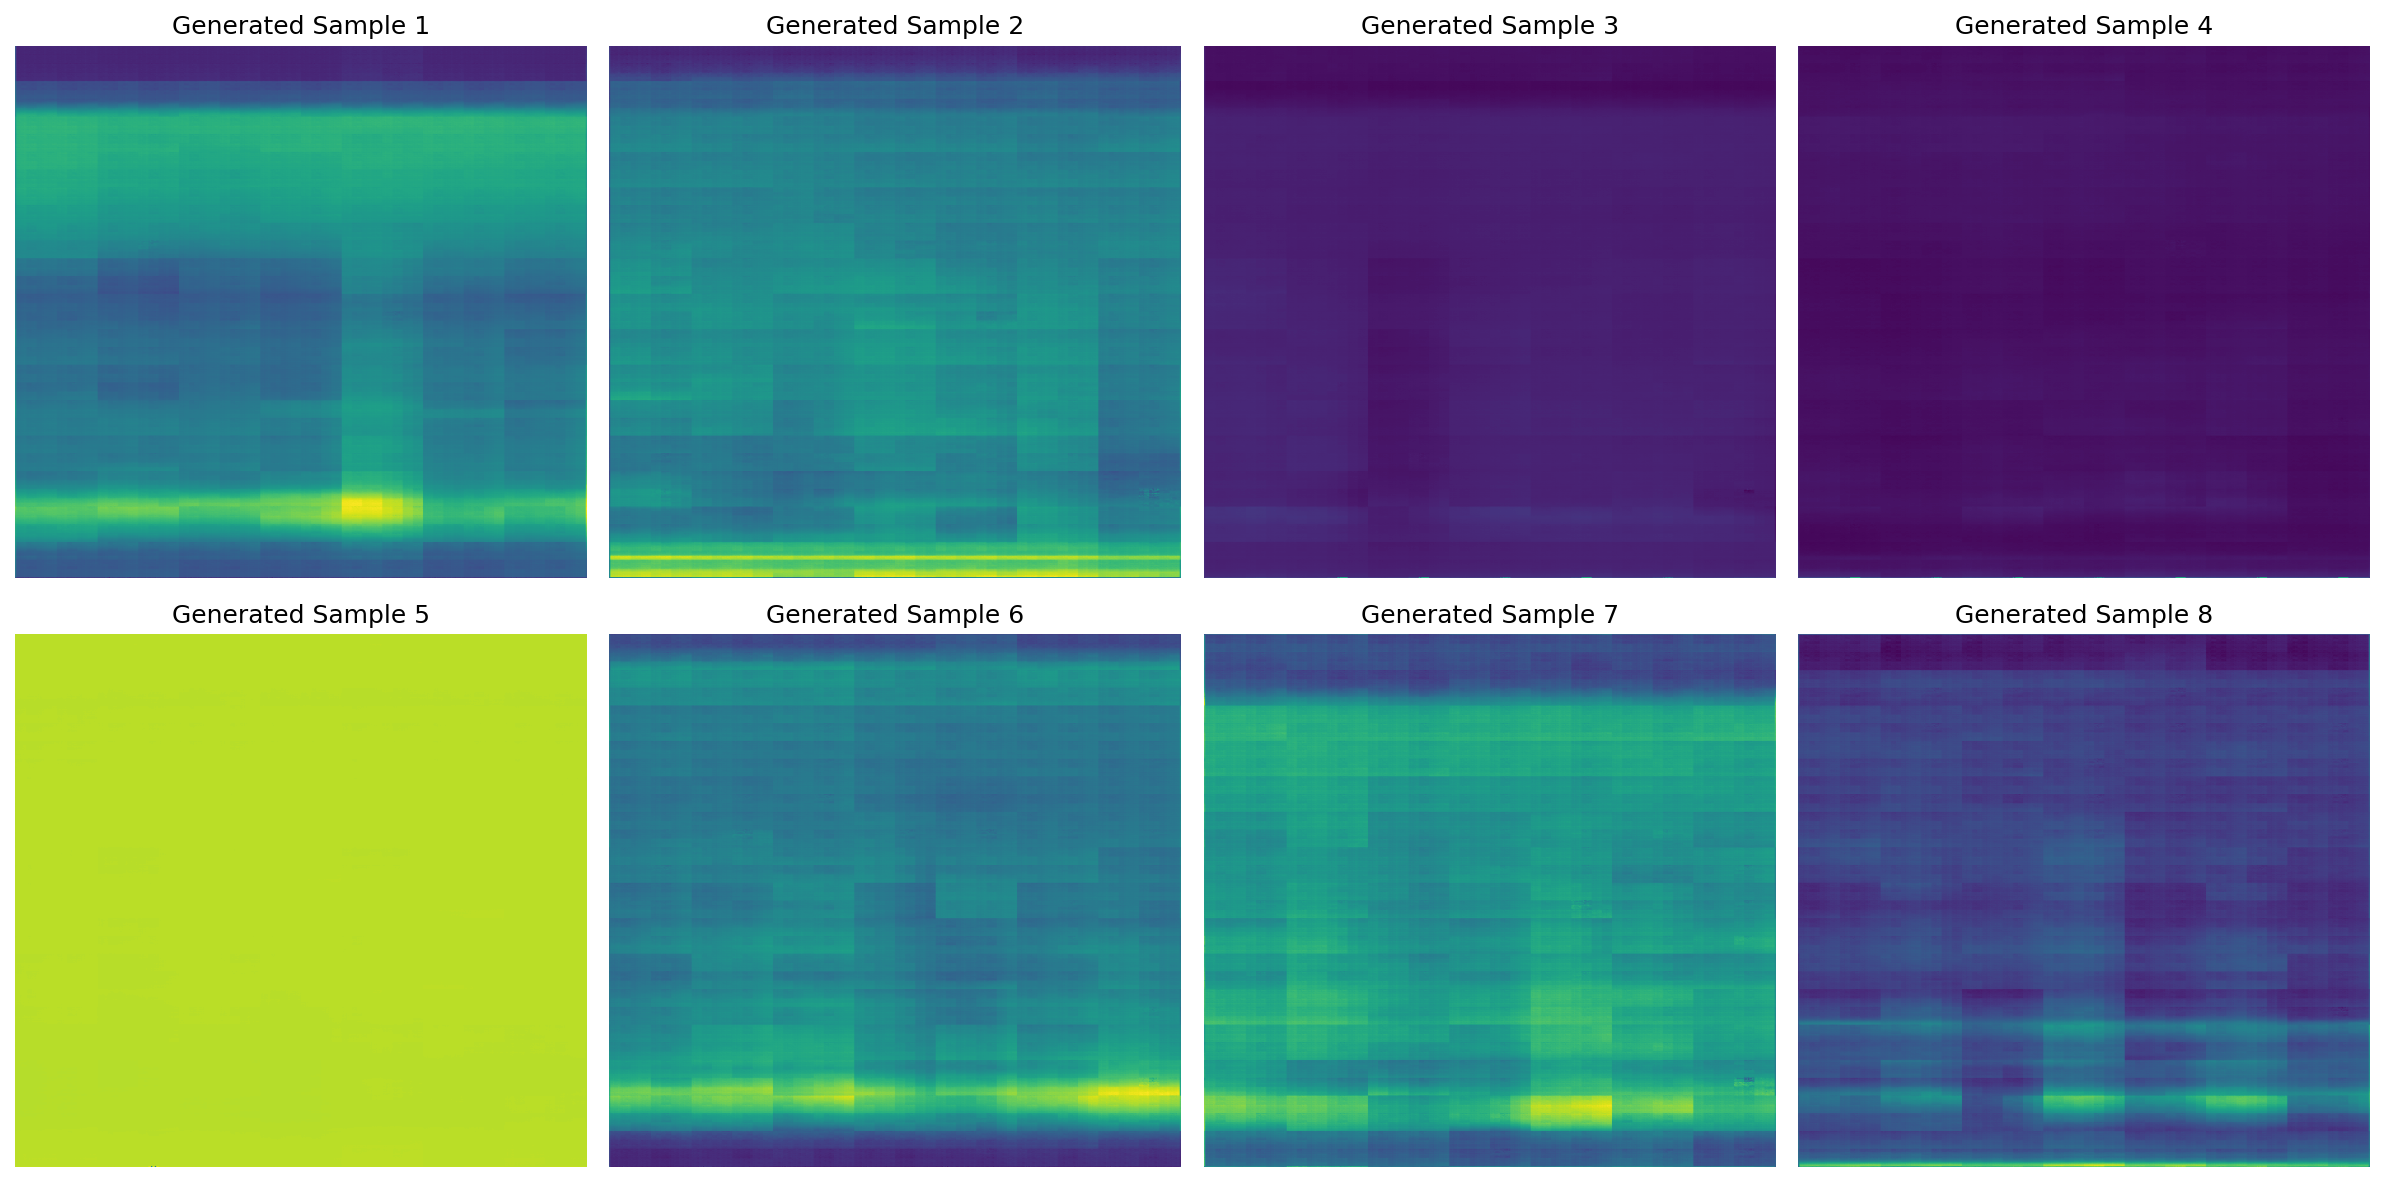 Generated Sample 1
Generated Sample 2
Generated Sample 3
Generated Sample 4
Generated Sample 5
Generated Sample 6
Generated Sample 7
Generated Sample 8